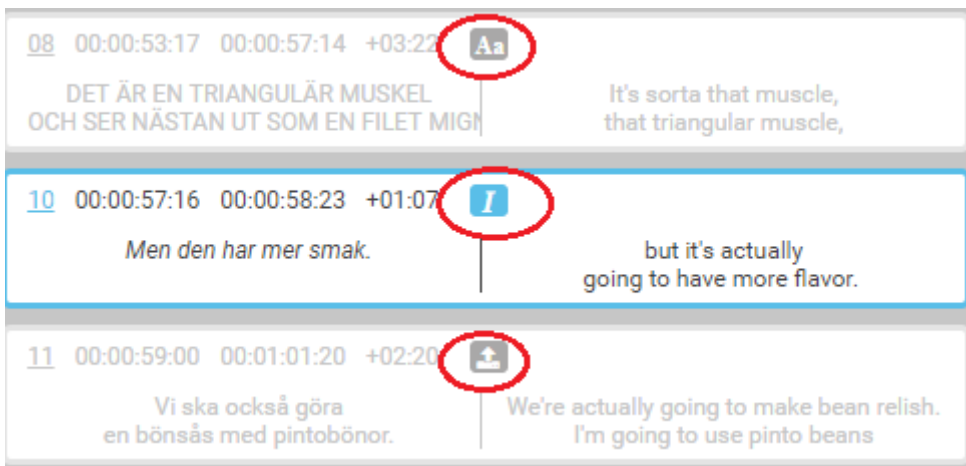 08 00:00:53:17 00:00:57:14 +03:22 Aa
DET ÄR EN TRIANGULÄR MUSKEL
OCH SER NÄSTAN UT SOM EN FILET
It's sorta that muscle,
that triangular muscle,
10 00:00:57:16 00:00:58:23 +01:07 I
Men den har mer smak.
but it's actually
going to have more flavor.
11 00:00:59:00 00:01:01:20 +02:20
Vi ska också göra
en bönsås med pintobönor.
We're actually going to make bean relish.
I'm going to use pinto beans